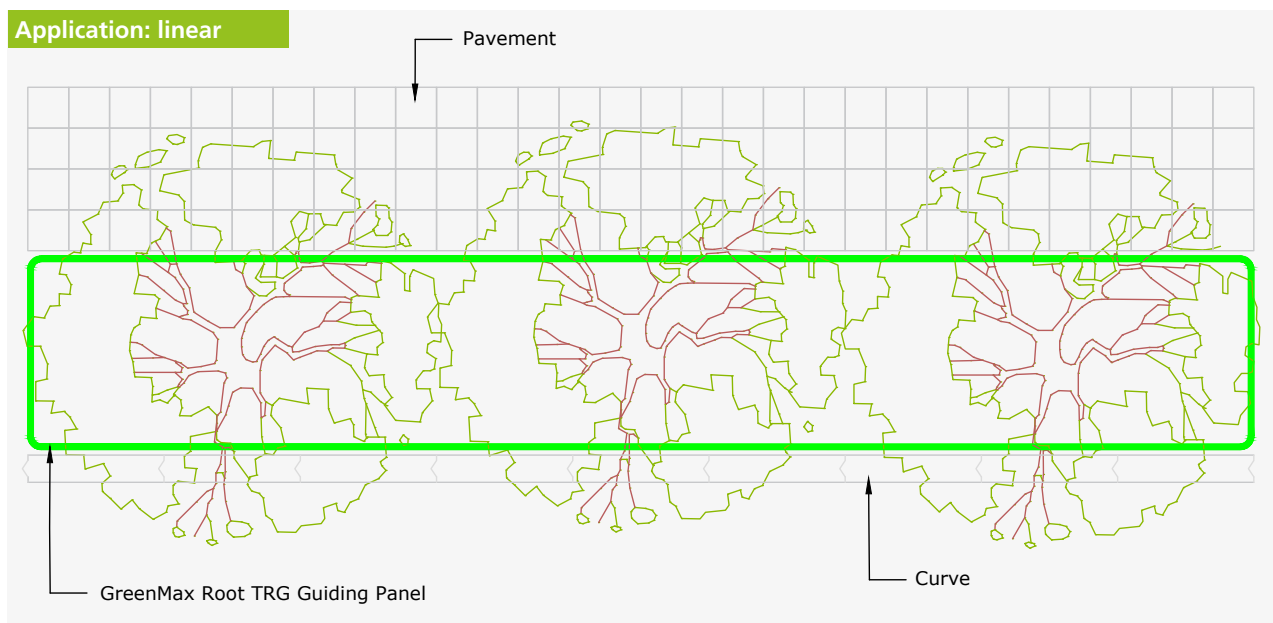 Application: linear
Pavement
GreenMax Root TRG Guiding Panel
Curve